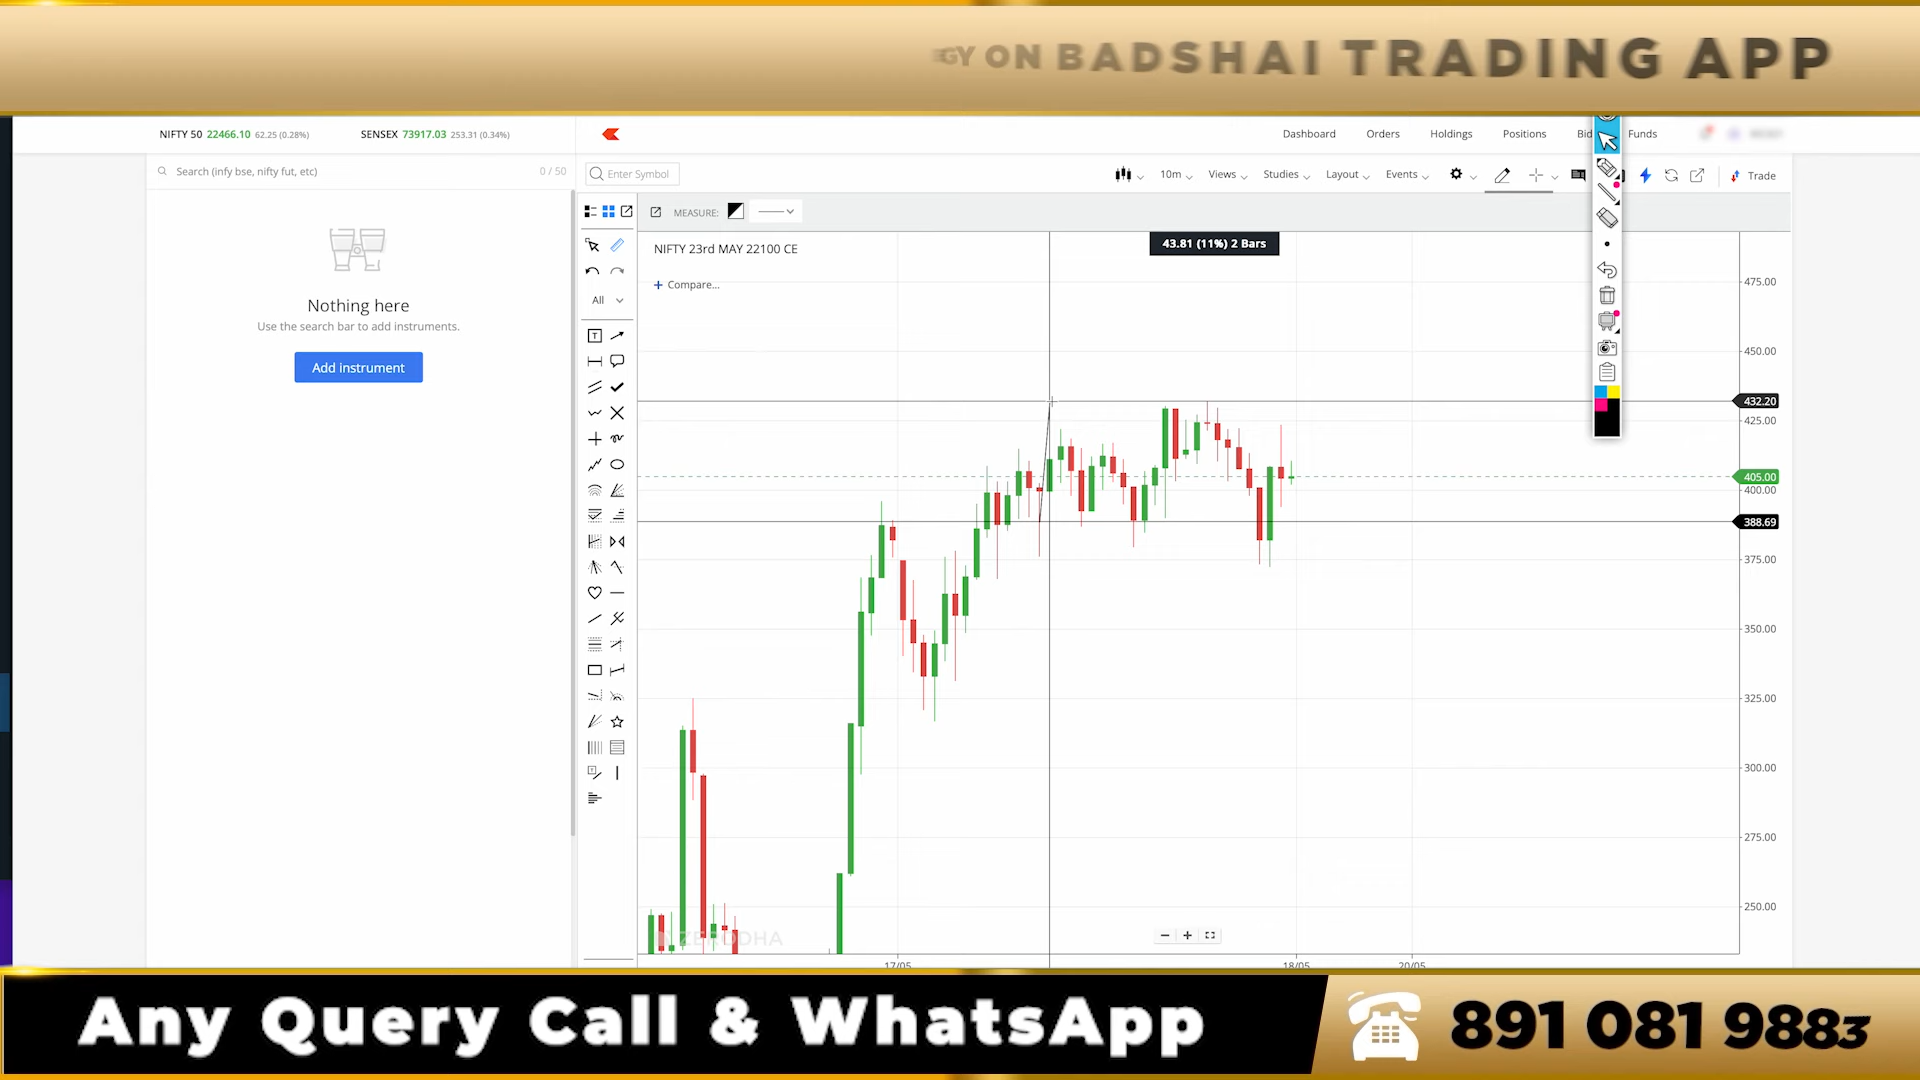 GY ON BADSHAI TRADING APP
NIFTY 50 22466.10 62.25 (0.28%) SENSEX 73917.03 253.31 (0.34%)
Dashboard Orders Holdings Positions Bid Funds
Search (infy bse, nifty fut, etc) 0 / 50
Enter Symbol
10m Views Studies Layout Events Trade
MEASURE:
43.81 (11%) 2 Bars
NIFTY 23rd MAY 22100 CE
Compare...
All
Nothing here
Use the search bar to add instruments.
Add instrument
475.00
450.00
432.20
425.00
405.00
400.00
388.69
375.00
350.00
325.00
300.00
275.00
250.00
ZERODHA
17/05 18/05 20/05
Any Query Call & WhatsApp
891 081 9883